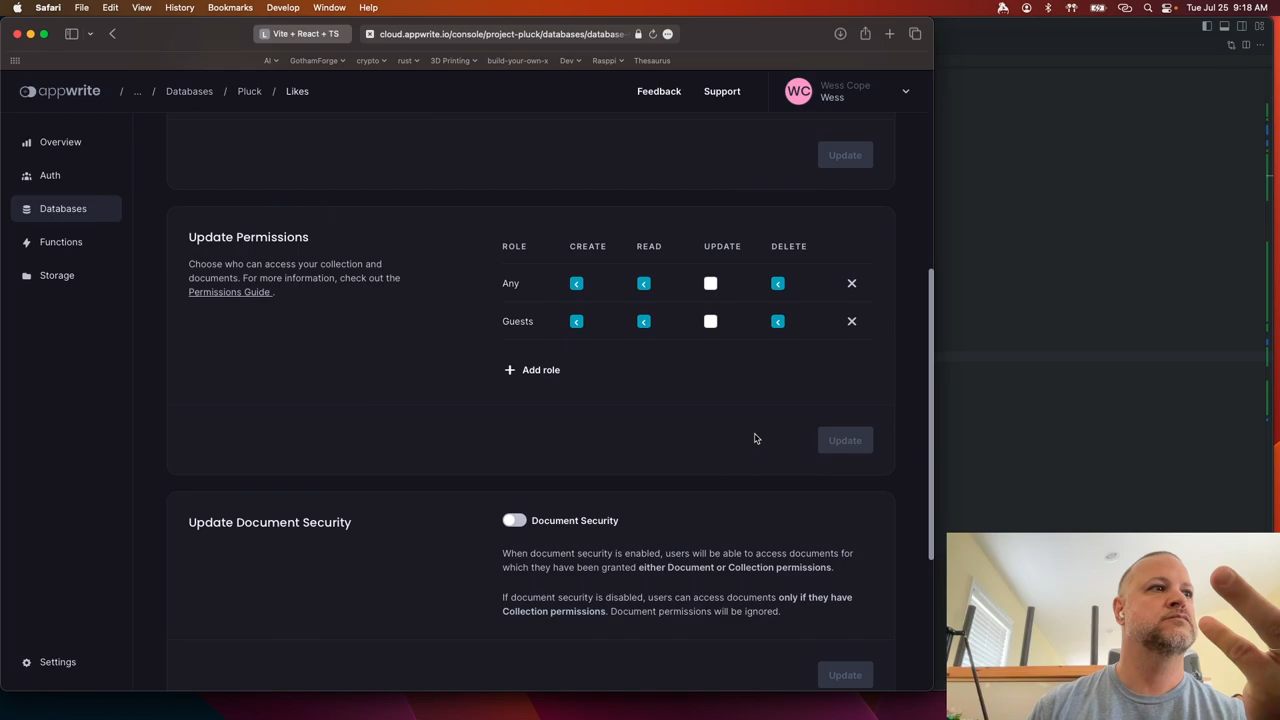 Safari File Edit View History Bookmarks Develop Window Help Tue Jul 25 9:18 AM
Vite + React + TS cloud.appwrite.io/console/project-pluck/databases/database-
AI GothamForge crypto rust 3D Printing build-your-own-x Dev Rasppi Thesaurus
appwrite / ... / Databases / Pluck / Likes Feedback Support WC Wess Cope
Wess
Overview
Auth
Databases
Functions
Storage
Settings
Update
Update Permissions
Choose who can access your collection and
documents. For more information, check out the
Permissions Guide .
ROLE CREATE READ UPDATE DELETE
Any
Guests
Add role
Update
Update Document Security
Document Security
When document security is enabled, users will be able to access documents for
which they have been granted either Document or Collection permissions.
If document security is disabled, users can access documents only if they have
Collection permissions. Document permissions will be ignored.
Update